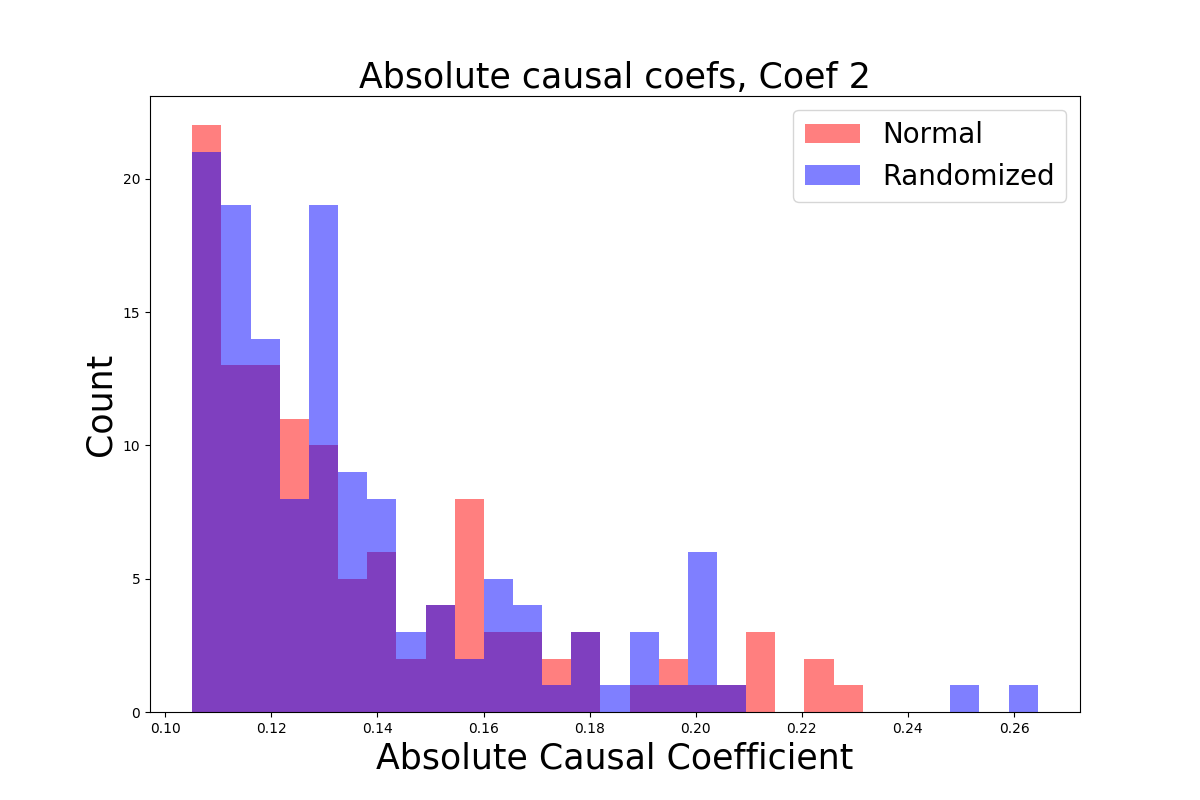 Absolute causal coefs, Coef 2
Normal
Randomized
Count
20
15
10
5
0
0.10 0.12 0.14 0.16 0.18 0.20 0.22 0.24 0.26
Absolute Causal Coefficient